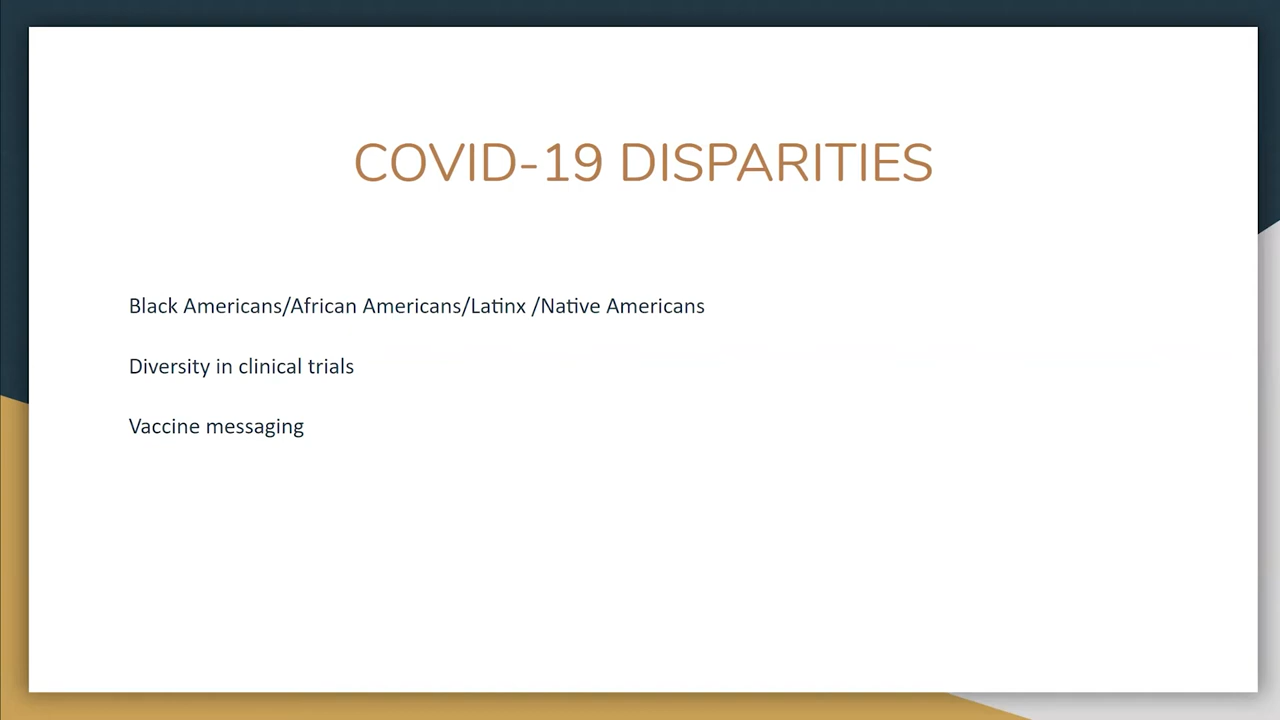 COVID-19 DISPARITIES
Black Americans/African Americans/Latinx /Native Americans
Diversity in clinical trials
Vaccine messaging